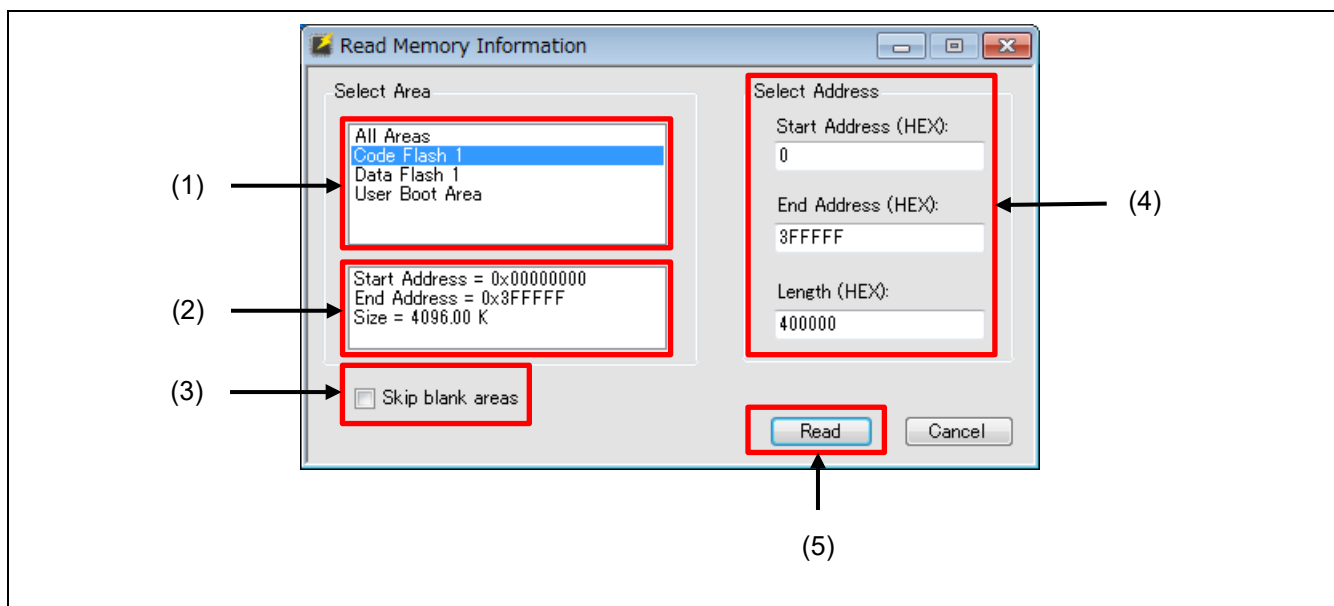 Read Memory Information
Select Area
All Areas
Code Flash 1
Data Flash 1
User Boot Area
(1)
Start Address = 0x00000000
End Address = 0x3FFFFF
Size = 4096.00 K
(2)
(3)
Skip blank areas
Select Address
Start Address (HEX):
0
End Address (HEX):
3FFFFF
Length (HEX):
400000
(4)
Read
Cancel
(5)